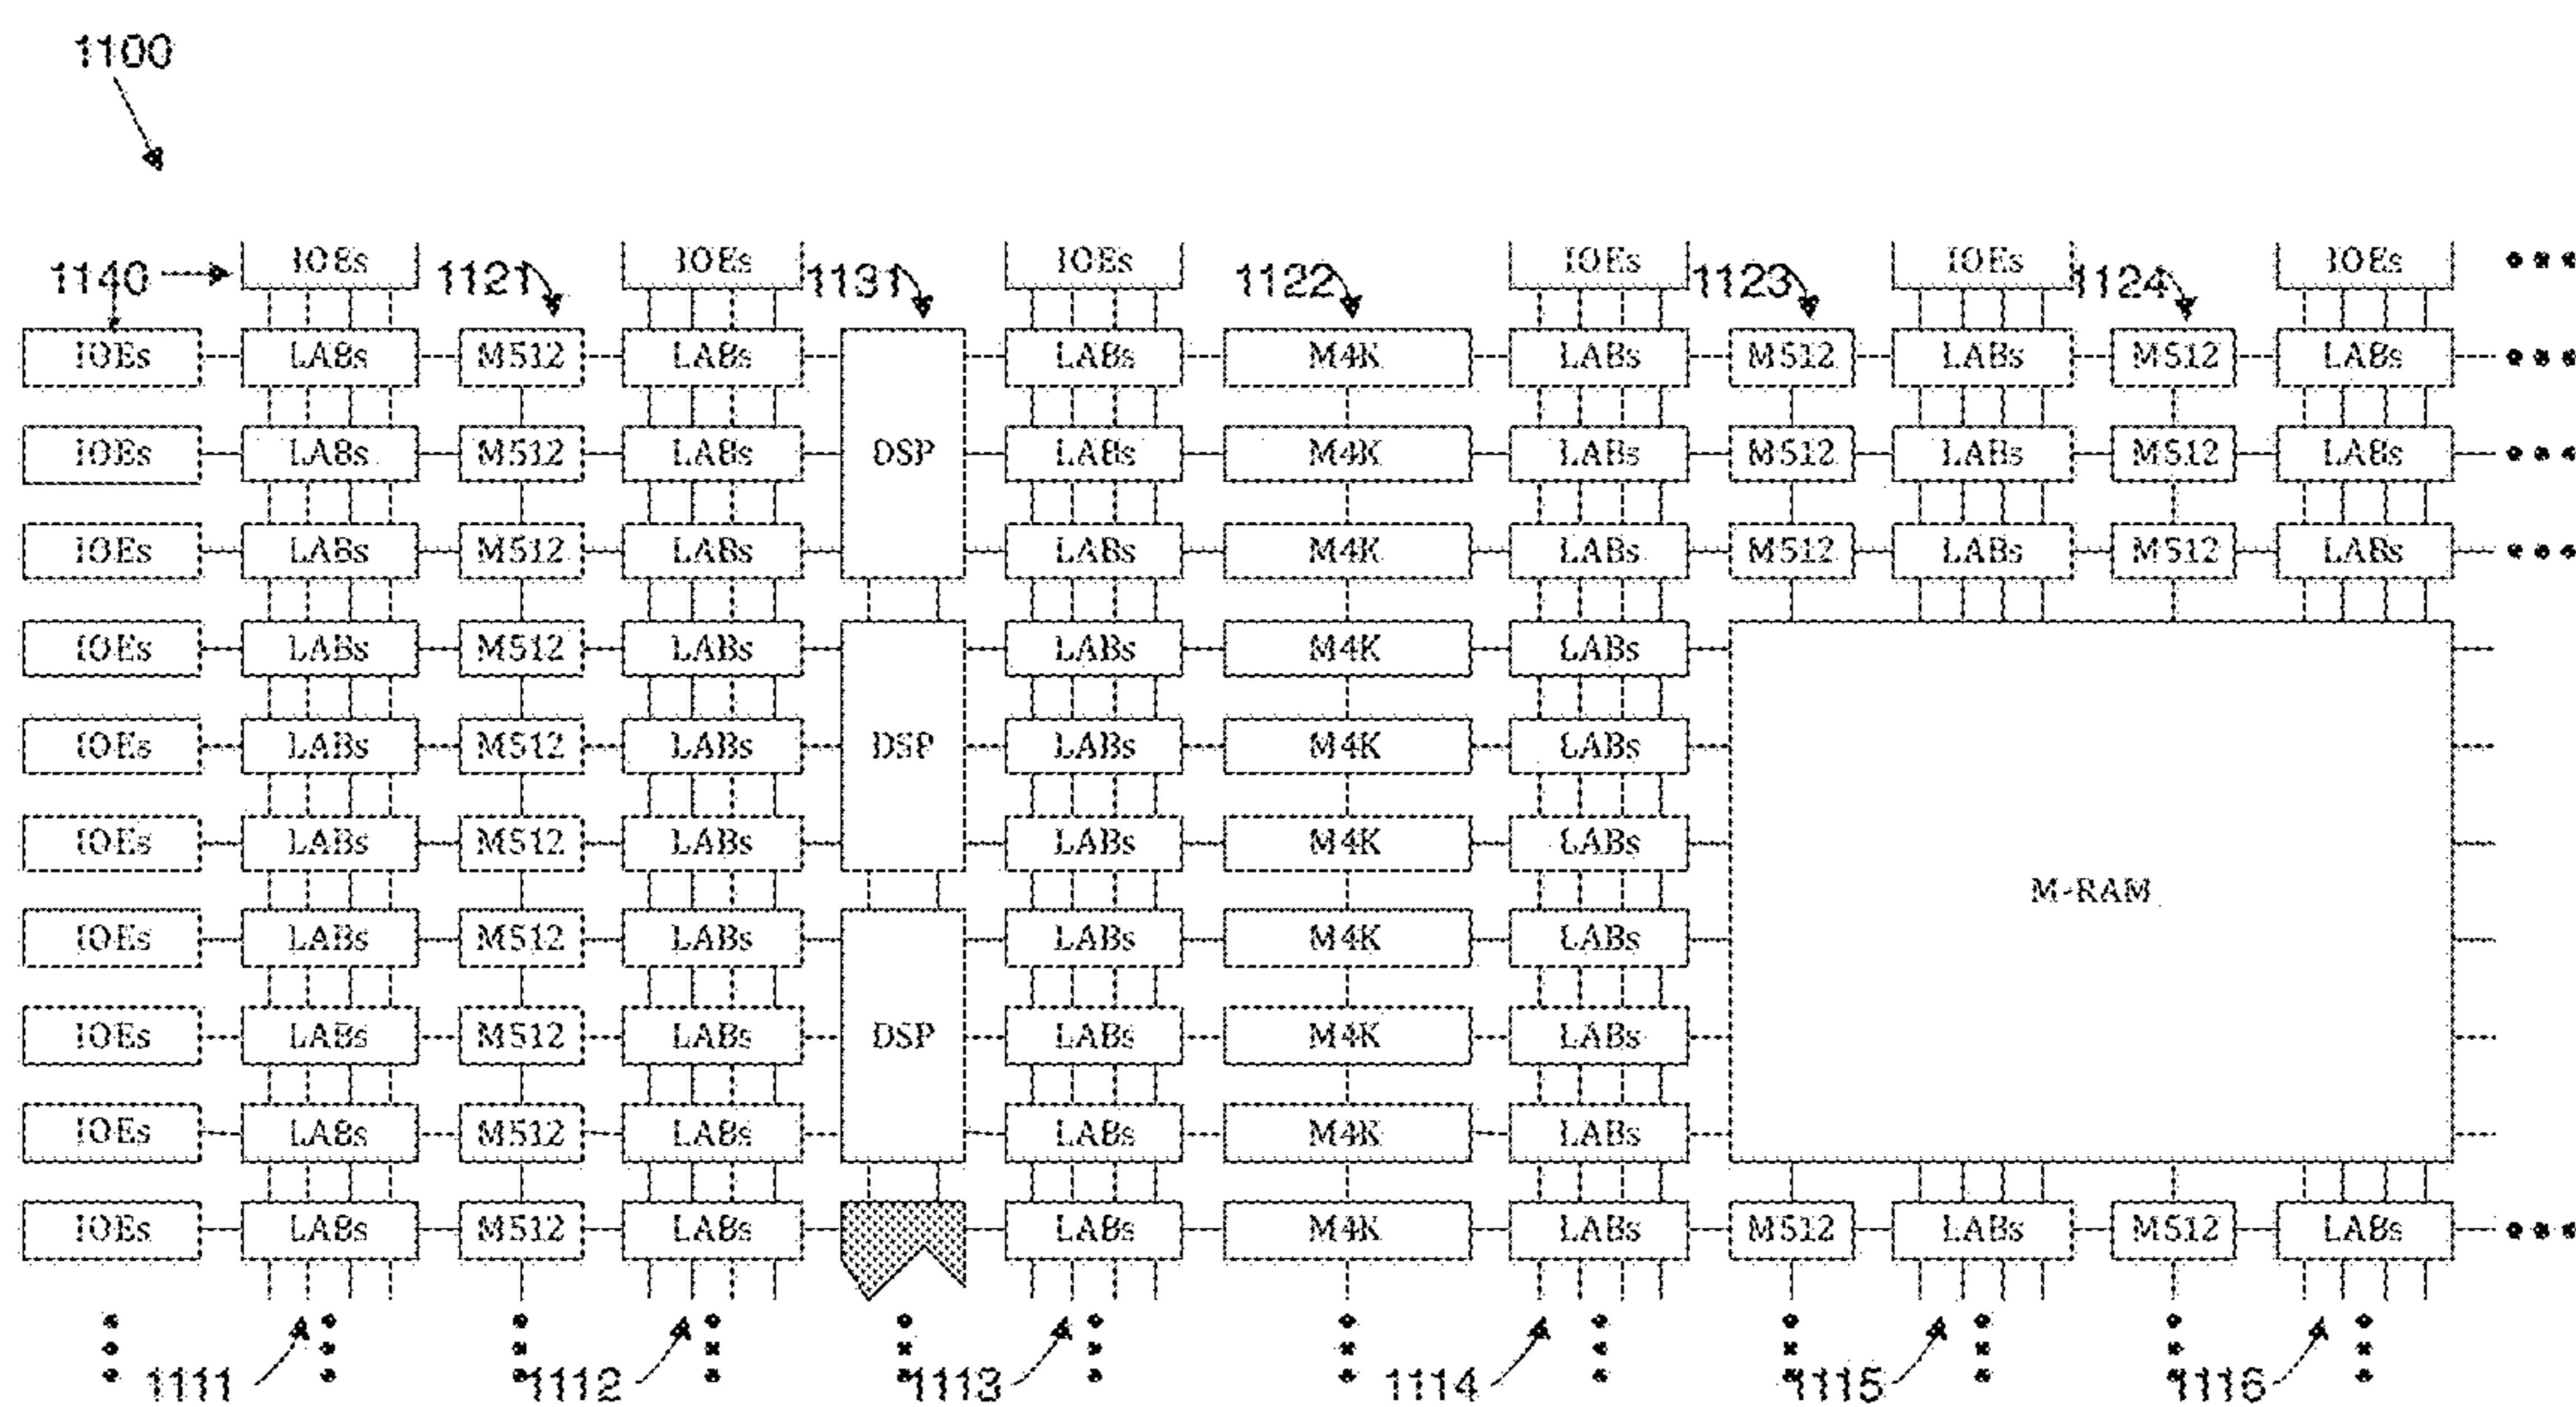 1100
IOEs IOEs IOEs IOEs IOEs IOEs
1140 1121 1131 1122 1123 1124
IOEs LABs M512 LABs LABs M4K LABs M512 LABs M512 LABs
IOEs LABs M512 LABs DSP LABs M4K LABs M512 LABs M512 LABs
IOEs LABs M512 LABs LABs M4K LABs M512 LABs M512 LABs
IOEs LABs M512 LABs LABs M4K LABs
IOEs LABs M512 LABs DSP LABs M4K LABs
IOEs LABs M512 LABs LABs M4K LABs
M-RAM
IOEs LABs M512 LABs LABs M4K LABs
IOEs LABs M512 LABs DSP LABs M4K LABs
IOEs LABs M512 LABs LABs M4K LABs
IOEs LABs M512 LABs LABs M4K LABs M512 LABs M512 LABs
1111 1112 1113 1114 1115 1116